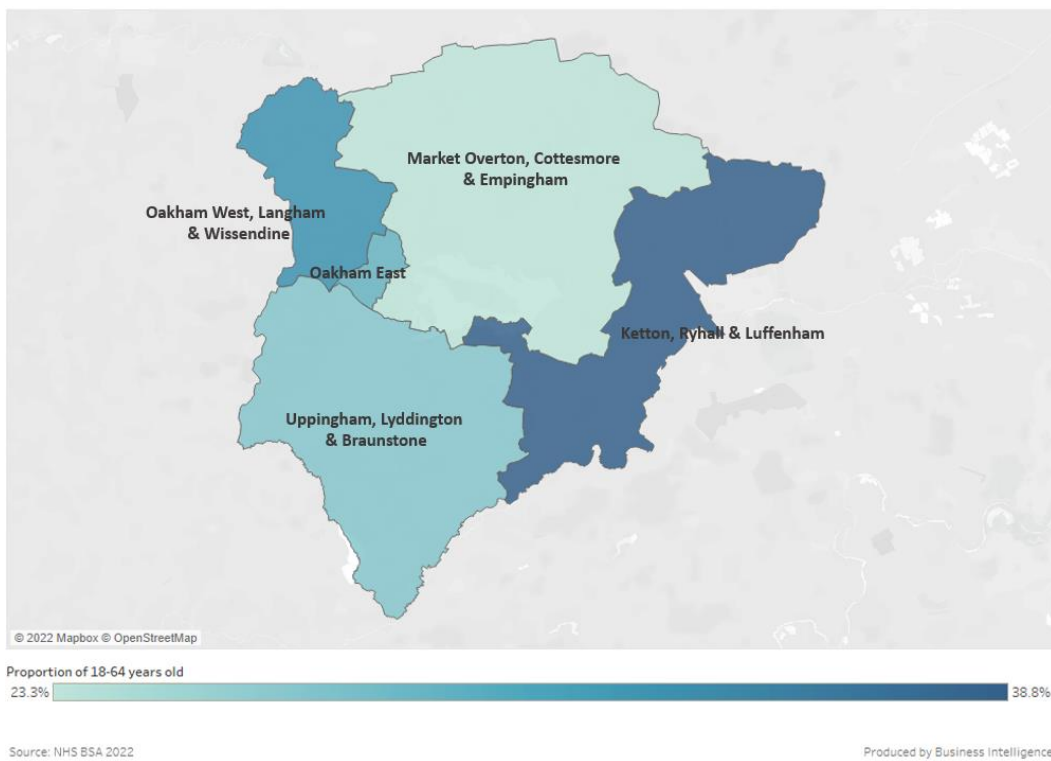 Market Overton, Cottesmore
& Empingham
Oakham West, Langham
& Wissendine
Oakham East
Ketton, Ryhall & Luffenham
Uppingham, Lyddington
& Braunstone
© 2022 Mapbox © OpenStreetMap
Proportion of 18-64 years old
23.3%
38.8%
Source: NHS BSA 2022
Produced by Business Intelligence